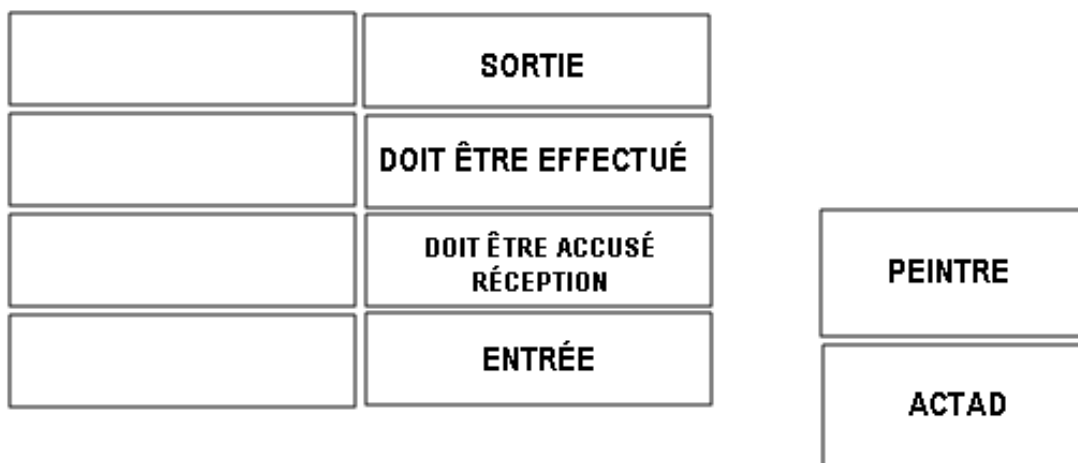 SORTIE
DOIT ÊTRE EFFECTUÉ
DOIT ÊTRE ACCUSÉ
RÉCEPTION
ENTRÉE
PEINTRE
ACTAD